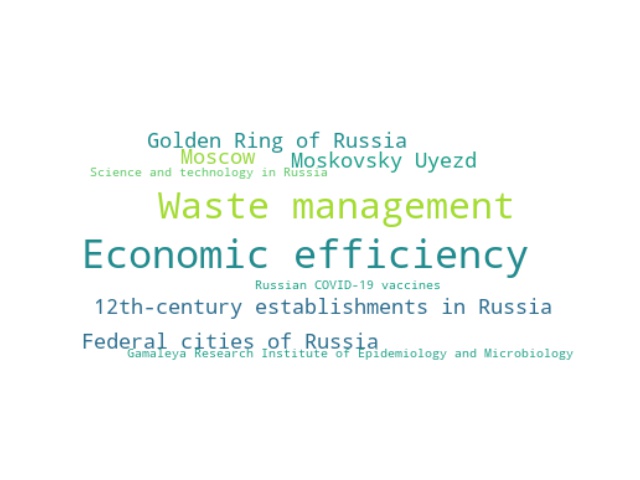 Golden Ring of Russia
Moscow
Moskovsky Uyezd
Science and technology in Russia
Waste management
Economic efficiency
Russian COVID-19 vaccines
12th-century establishments in Russia
Federal cities of Russia
Gamaleya Research Institute of Epidemiology and Microbiology